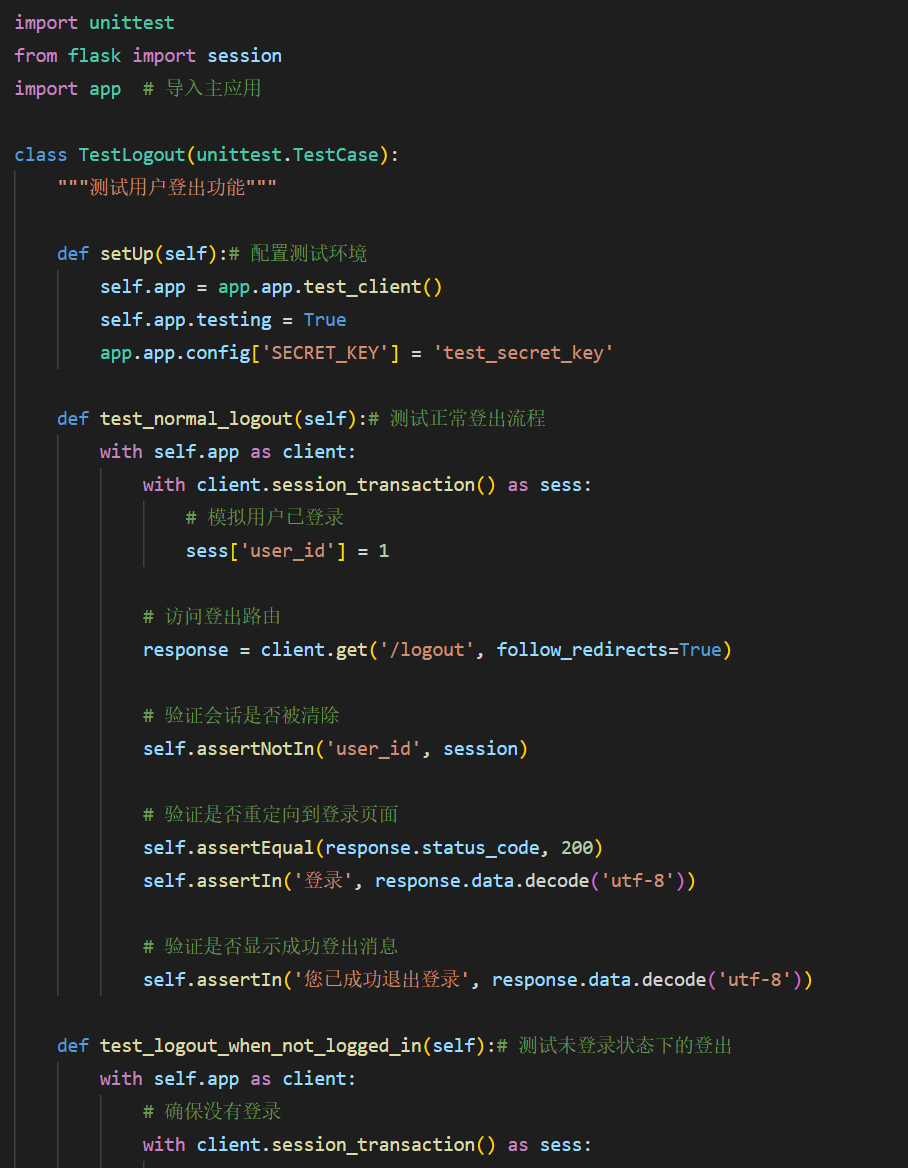 import unittest
from flask import session
import app  # 导入主应用
class TestLogout(unittest.TestCase):
"""测试用户登出功能"""
def setUp(self):# 配置测试环境
self.app = app.app.test_client()
self.app.testing = True
app.app.config['SECRET_KEY'] = 'test_secret_key'
def test_normal_logout(self):# 测试正常登出流程
with self.app as client:
with client.session_transaction() as sess:
# 模拟用户已登录
sess['user_id'] = 1
# 访问登出路由
response = client.get('/logout', follow_redirects=True)
# 验证会话是否被清除
self.assertNotIn('user_id', session)
# 验证是否重定向到登录页面
self.assertEqual(response.status_code, 200)
self.assertIn('登录', response.data.decode('utf-8'))
# 验证是否显示成功登出消息
self.assertIn('您已成功退出登录', response.data.decode('utf-8'))
def test_logout_when_not_logged_in(self):# 测试未登录状态下的登出
with self.app as client:
# 确保没有登录
with client.session_transaction() as sess: